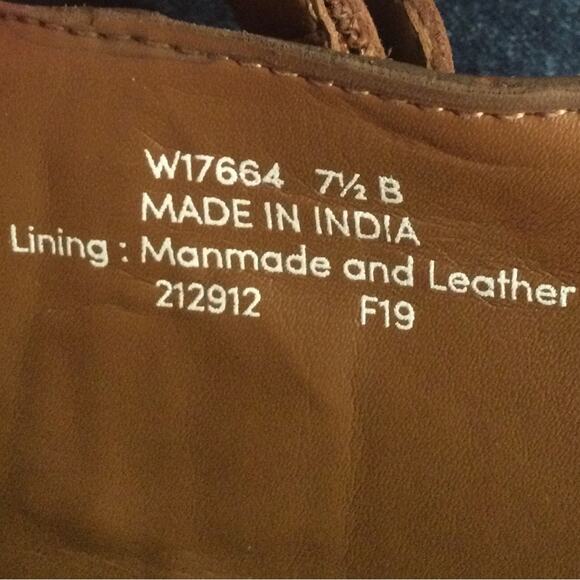 W17664 7½ B
MADE IN INDIA
Lining : Manmade and Leather
212912 F19